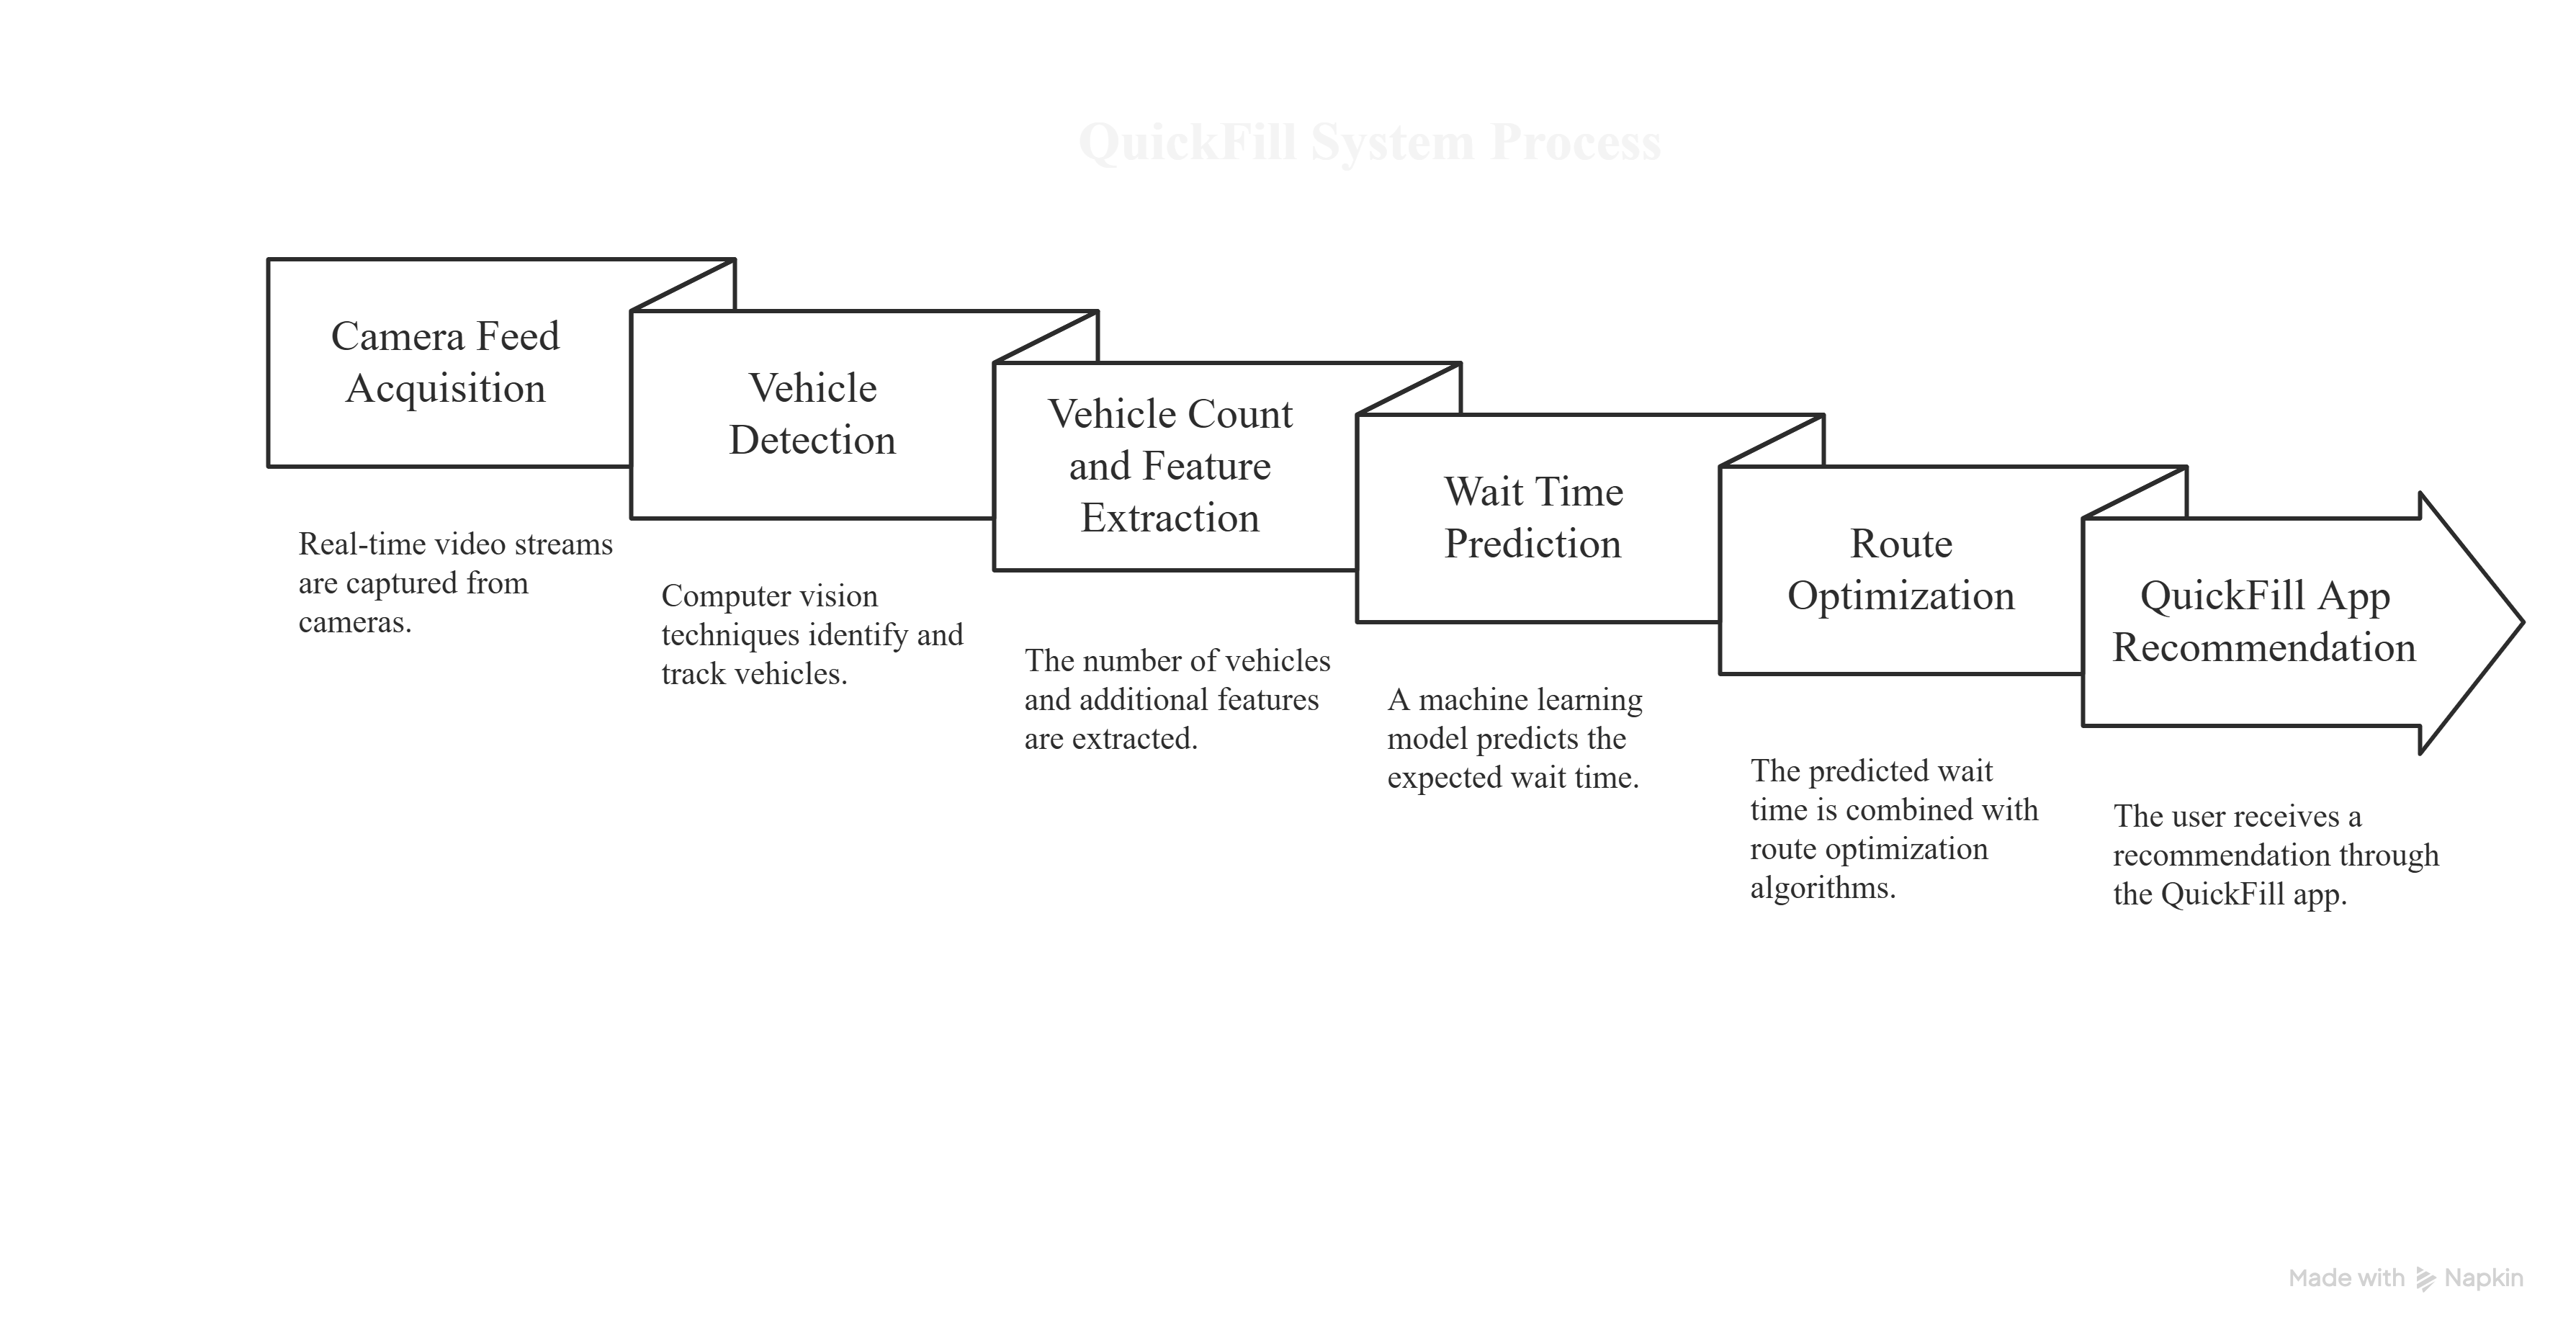 QuickFill System Process
Camera Feed
Acquisition
Real-time video streams
are captured from
cameras.
Vehicle
Detection
Computer vision
techniques identify and
track vehicles.
Vehicle Count
and Feature
Extraction
The number of vehicles
and additional features
are extracted.
Wait Time
Prediction
A machine learning
model predicts the
expected wait time.
Route
Optimization
The predicted wait
time is combined with
route optimization
algorithms.
QuickFill App
Recommendation
The user receives a
recommendation through
the QuickFill app.
Made with Napkin